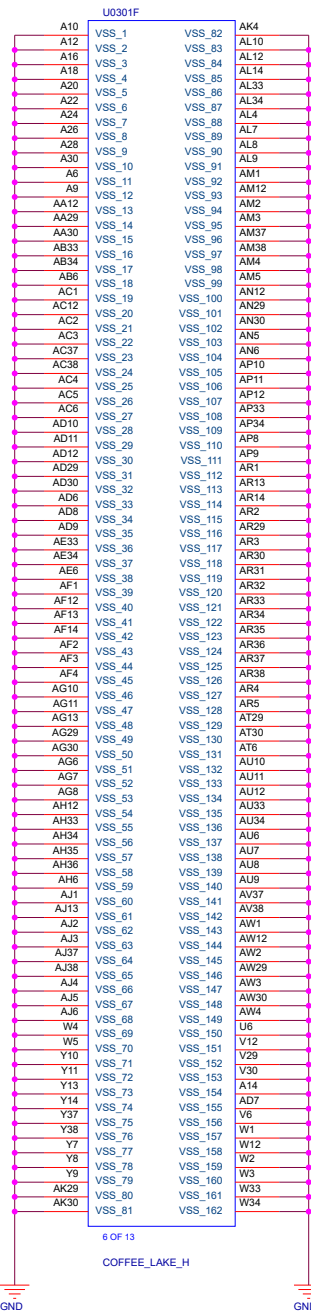 U0301F
A10 VSS_1 VSS_82 AK4
A12 VSS_2 VSS_83 AL10
A16 VSS_3 VSS_84 AL12
A18 VSS_4 VSS_85 AL14
A20 VSS_5 VSS_86 AL33
A22 VSS_6 VSS_87 AL34
A24 VSS_7 VSS_88 AL4
A26 VSS_8 VSS_89 AL7
A28 VSS_9 VSS_90 AL8
A30 VSS_10 VSS_91 AL9
A6 VSS_11 VSS_92 AM1
A9 VSS_12 VSS_93 AM12
AA12 VSS_13 VSS_94 AM2
AA29 VSS_14 VSS_95 AM3
AA30 VSS_15 VSS_96 AM37
AB33 VSS_16 VSS_97 AM38
AB34 VSS_17 VSS_98 AM4
AB6 VSS_18 VSS_99 AM5
AC1 VSS_19 VSS_100 AN12
AC12 VSS_20 VSS_101 AN29
AC2 VSS_21 VSS_102 AN30
AC3 VSS_22 VSS_103 AN5
AC37 VSS_23 VSS_104 AN6
AC38 VSS_24 VSS_105 AP10
AC4 VSS_25 VSS_106 AP11
AC5 VSS_26 VSS_107 AP12
AC6 VSS_27 VSS_108 AP33
AD10 VSS_28 VSS_109 AP34
AD11 VSS_29 VSS_110 AP8
AD12 VSS_30 VSS_111 AP9
AD29 VSS_31 VSS_112 AR1
AD30 VSS_32 VSS_113 AR13
AD6 VSS_33 VSS_114 AR14
AD8 VSS_34 VSS_115 AR2
AD9 VSS_35 VSS_116 AR29
AE33 VSS_36 VSS_117 AR3
AE34 VSS_37 VSS_118 AR30
AE6 VSS_38 VSS_119 AR31
AF1 VSS_39 VSS_120 AR32
AF12 VSS_40 VSS_121 AR33
AF13 VSS_41 VSS_122 AR34
AF14 VSS_42 VSS_123 AR35
AF2 VSS_43 VSS_124 AR36
AF3 VSS_44 VSS_125 AR37
AF4 VSS_45 VSS_126 AR38
AG10 VSS_46 VSS_127 AR4
AG11 VSS_47 VSS_128 AR5
AG13 VSS_48 VSS_129 AT29
AG29 VSS_49 VSS_130 AT30
AG30 VSS_50 VSS_131 AT6
AG6 VSS_51 VSS_132 AU10
AG7 VSS_52 VSS_133 AU11
AG8 VSS_53 VSS_134 AU12
AH12 VSS_54 VSS_135 AU33
AH33 VSS_55 VSS_136 AU34
AH34 VSS_56 VSS_137 AU6
AH35 VSS_57 VSS_138 AU7
AH36 VSS_58 VSS_139 AU8
AH6 VSS_59 VSS_140 AU9
AJ1 VSS_60 VSS_141 AV37
AJ13 VSS_61 VSS_142 AV38
AJ2 VSS_62 VSS_143 AW1
AJ3 VSS_63 VSS_144 AW12
AJ37 VSS_64 VSS_145 AW2
AJ38 VSS_65 VSS_146 AW29
AJ4 VSS_66 VSS_147 AW3
AJ5 VSS_67 VSS_148 AW30
AJ6 VSS_68 VSS_149 AW4
W4 VSS_69 VSS_150 U6
W5 VSS_70 VSS_151 V12
Y10 VSS_71 VSS_152 V29
Y11 VSS_72 VSS_153 V30
Y13 VSS_73 VSS_154 A14
Y14 VSS_74 VSS_155 AD7
Y37 VSS_75 VSS_156 V6
Y38 VSS_76 VSS_157 W1
Y7 VSS_77 VSS_158 W12
Y8 VSS_78 VSS_159 W2
Y9 VSS_79 VSS_160 W3
AK29 VSS_80 VSS_161 W33
AK30 VSS_81 VSS_162 W34
6 OF 13
COFFEE_LAKE_H
GND GND